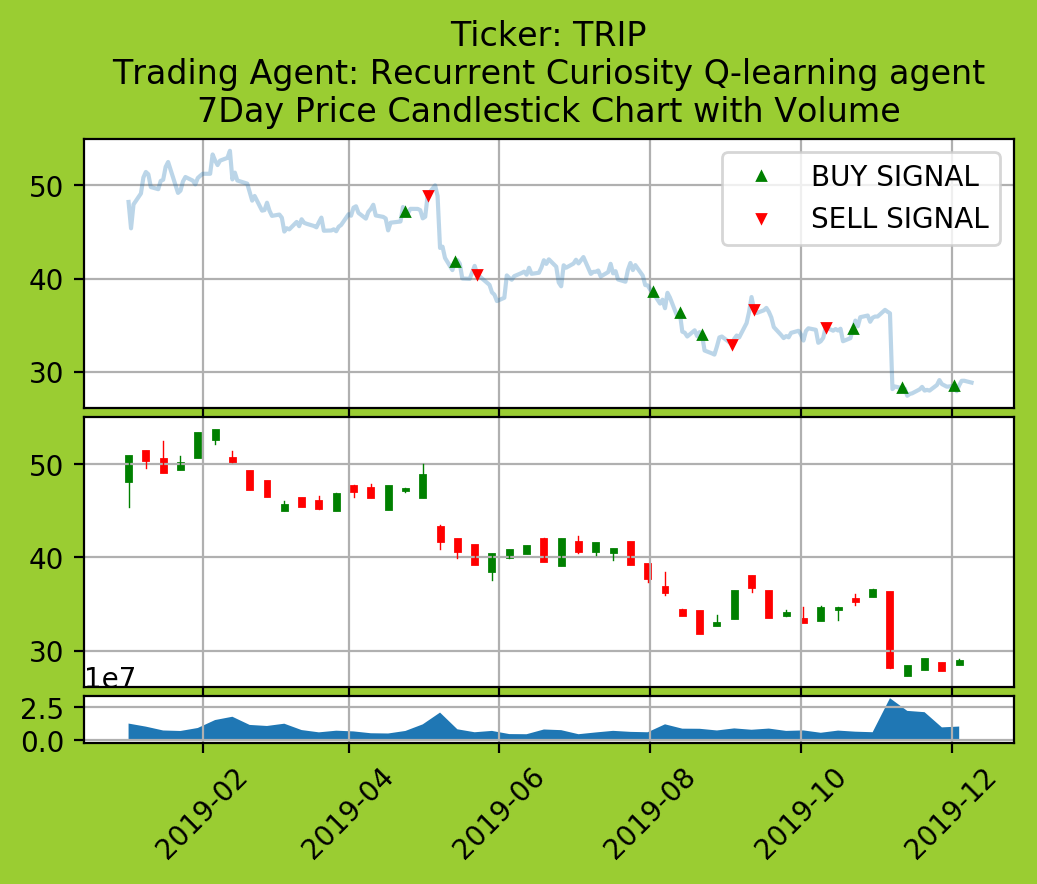 Ticker: TRIP
Trading Agent: Recurrent Curiosity Q-learning agent
7Day Price Candlestick Chart with Volume
50
40
30
BUY SIGNAL
SELL SIGNAL
50
40
30
1e7
2.5
0.0
2019-02
2019-04
2019-06
2019-08
2019-10
2019-12